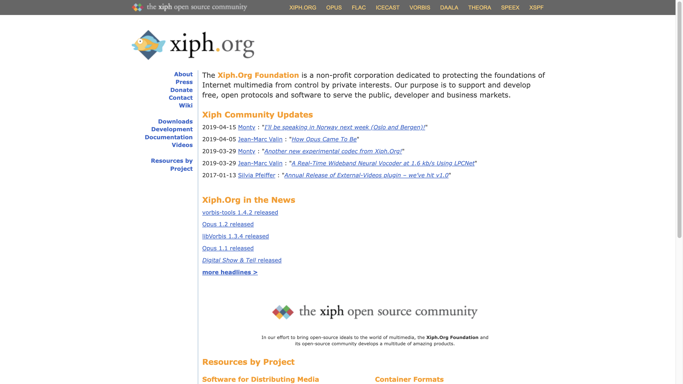 the xiph open source community
XIPH.ORG OPUS FLAC ICECAST VORBIS DAALA THEORA SPEEX XSPF
xiph.org
About
Press
Donate
Contact
Wiki
Downloads
Development
Documentation
Videos
Resources by
Project
The Xiph.Org Foundation is a non-profit corporation dedicated to protecting the foundations of
Internet multimedia from control by private interests. Our purpose is to support and develop
free, open protocols and software to serve the public, developer and business markets.
Xiph Community Updates
2019-04-15 Monty : "I'll be speaking in Norway next week (Oslo and Bergen)!"
2019-04-05 Jean-Marc Valin : "How Opus Came To Be"
2019-03-29 Monty : "Another new experimental codec from Xiph.Org!"
2019-03-29 Jean-Marc Valin : "A Real-Time Wideband Neural Vocoder at 1.6 kb/s Using LPCNet"
2017-01-13 Silvia Pfeiffer : "Annual Release of External-Videos plugin – we've hit v1.0"
Xiph.Org in the News
vorbis-tools 1.4.2 released
Opus 1.2 released
libVorbis 1.3.4 released
Opus 1.1 released
Digital Show & Tell released
more headlines >
the xiph open source community
In our effort to bring open-source ideals to the world of multimedia, the Xiph.Org Foundation and
its open-source community develops a multitude of amazing products.
Resources by Project
Software for Distributing Media Container Formats